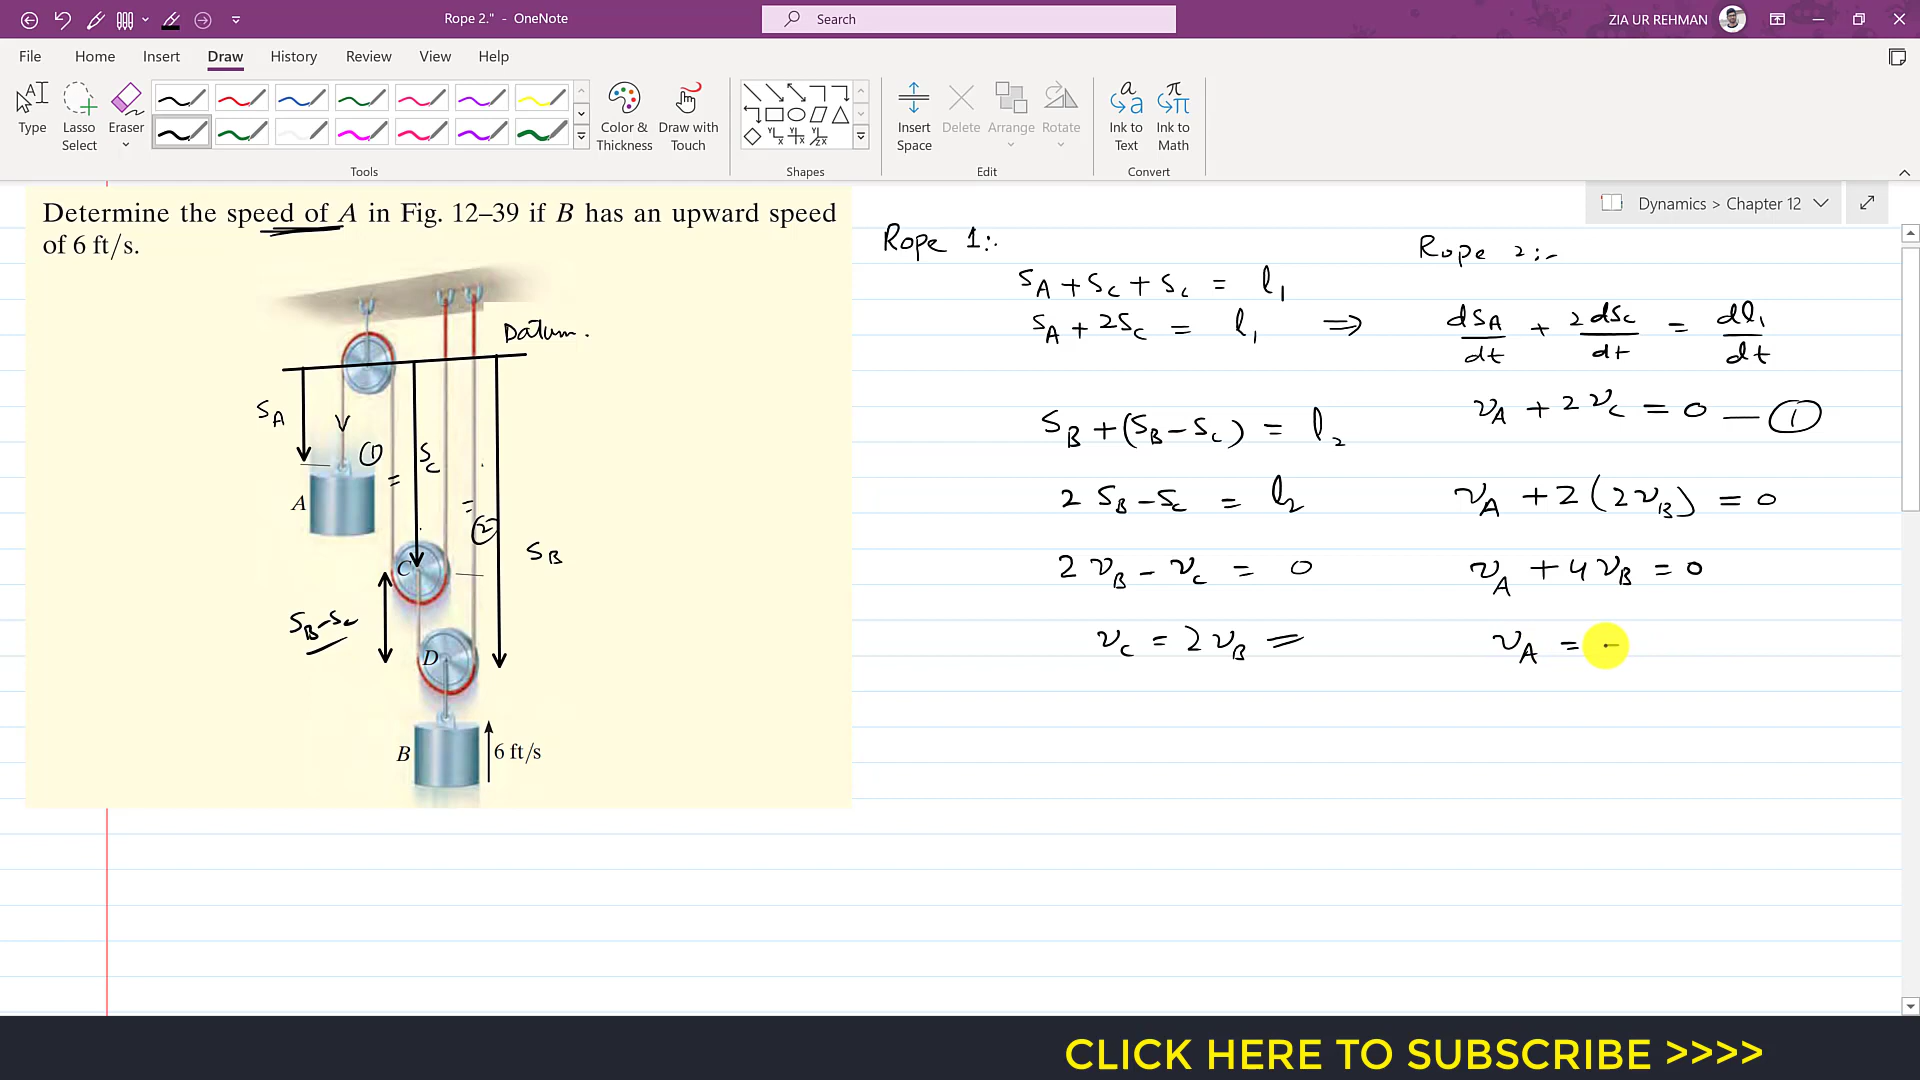 Rope 2." - OneNote
Search
ZIA UR REHMAN
File
Home
Insert
Draw
History
Review
View
Help
Type
Lasso Select
Eraser
Color & Thickness
Draw with Touch
Insert Space
Delete
Arrange
Rotate
Ink to Text
Ink to Math
Tools
Shapes
Edit
Convert
Dynamics > Chapter 12
Determine the speed of A in Fig. 12–39 if B has an upward speed
of 6 ft/s.
Datum.
S_A
①
S_C
A
②
S_B
C
S_B-S_C
D
B
6 ft/s
Rope 1:.
S_A + S_C + S_C = l_1
S_A + 2S_C = l_1 ⇒
S_B + (S_B - S_C) = l_2
2 S_B - S_C = l_2
2 v_B - v_C = 0
v_C = 2 v_B =
Rope 2:-
dS_A/dt + 2dS_C/dt = dl_1/dt
v_A + 2 v_C = 0 — ①
v_A + 2(2v_B) = 0
v_A + 4v_B = 0
v_A = -
CLICK HERE TO SUBSCRIBE >>>>